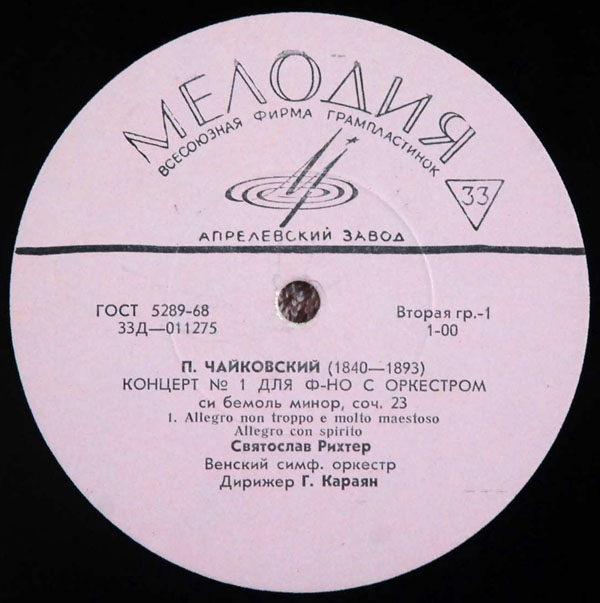 МЕЛОДИЯ
ВСЕСОЮЗНАЯ ФИРМА ГРАМПЛАСТИНОК
33
АПРЕЛЕВСКИЙ ЗАВОД
ГОСТ 5289-68
Вторая гр.-1
33Д—011275
1-00
П. ЧАЙКОВСКИЙ (1840—1893)
КОНЦЕРТ № 1 ДЛЯ Ф-НО С ОРКЕСТРОМ
си бемоль минор, соч. 23
1. Allegro non troppo e molto maestoso
Allegro con spirito
Святослав Рихтер
Венский симф. оркестр
Дирижер Г. Караян